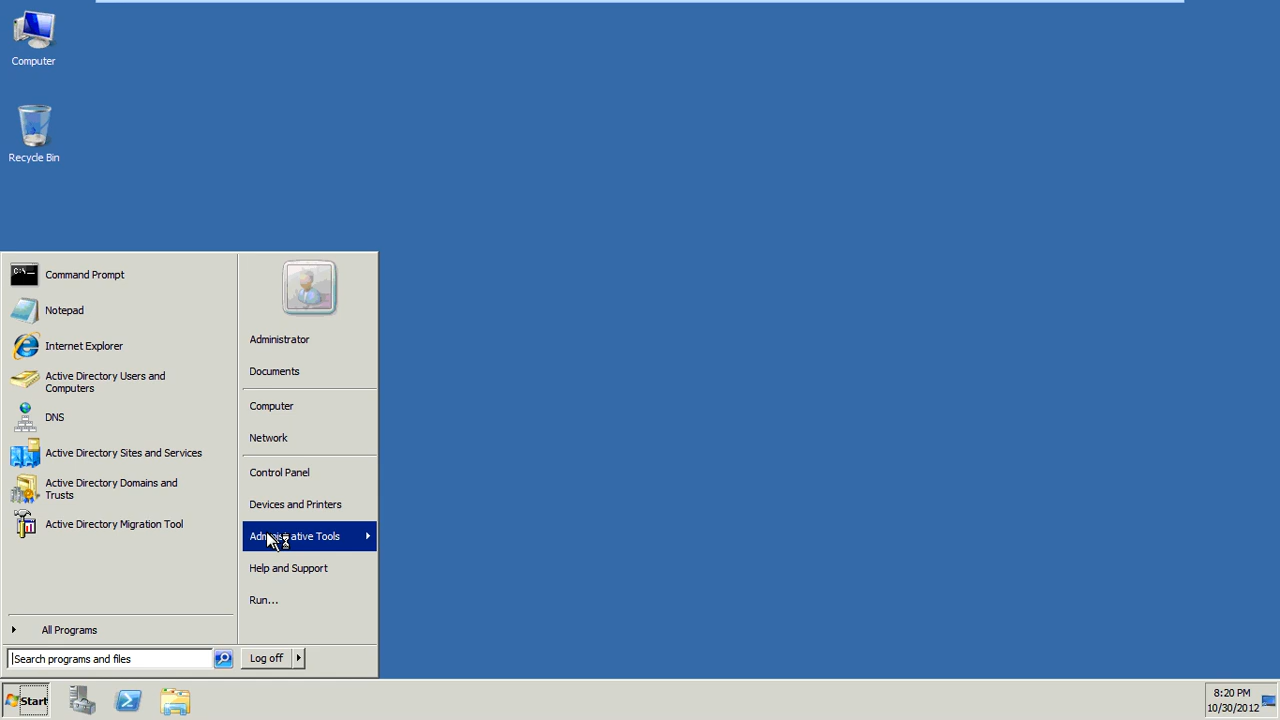 Computer
Recycle Bin
Command Prompt
Notepad
Internet Explorer
Active Directory Users and
Computers
DNS
Active Directory Sites and Services
Active Directory Domains and
Trusts
Active Directory Migration Tool
All Programs
Search programs and files
Administrator
Documents
Computer
Network
Control Panel
Devices and Printers
Administrative Tools
Help and Support
Run...
Log off
Start
8:20 PM
10/30/2012